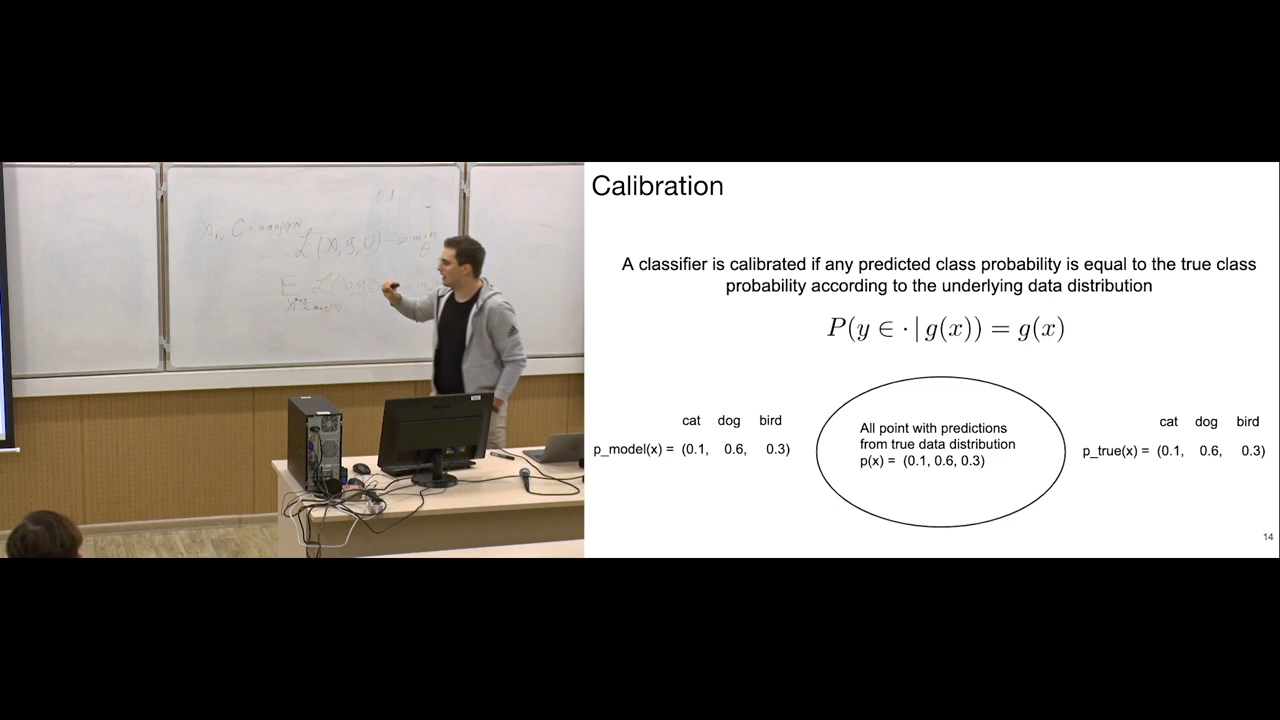 0.1
Calibration
A classifier is calibrated if any predicted class probability is equal to the true class
probability according to the underlying data distribution
P(y ∈ · | g(x)) = g(x)
cat dog bird
p_model(x) = (0.1, 0.6, 0.3)
All point with predictions
from true data distribution
p(x) = (0.1, 0.6, 0.3)
cat dog bird
p_true(x) = (0.1, 0.6, 0.3)
14